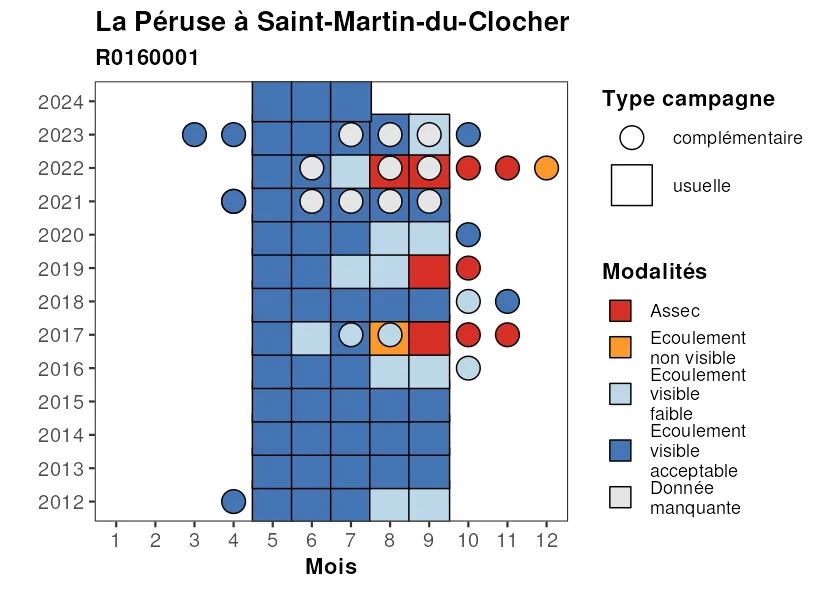 La Péruse à Saint-Martin-du-Clocher
R0160001
2024
2023
2022
2021
2020
2019
2018
2017
2016
2015
2014
2013
2012
1 2 3 4 5 6 7 8 9 10 11 12
Mois
Type campagne
complémentaire
usuelle
Modalités
Assec
Ecoulement
non visible
Ecoulement
visible
faible
Ecoulement
visible
acceptable
Donnée
manquante